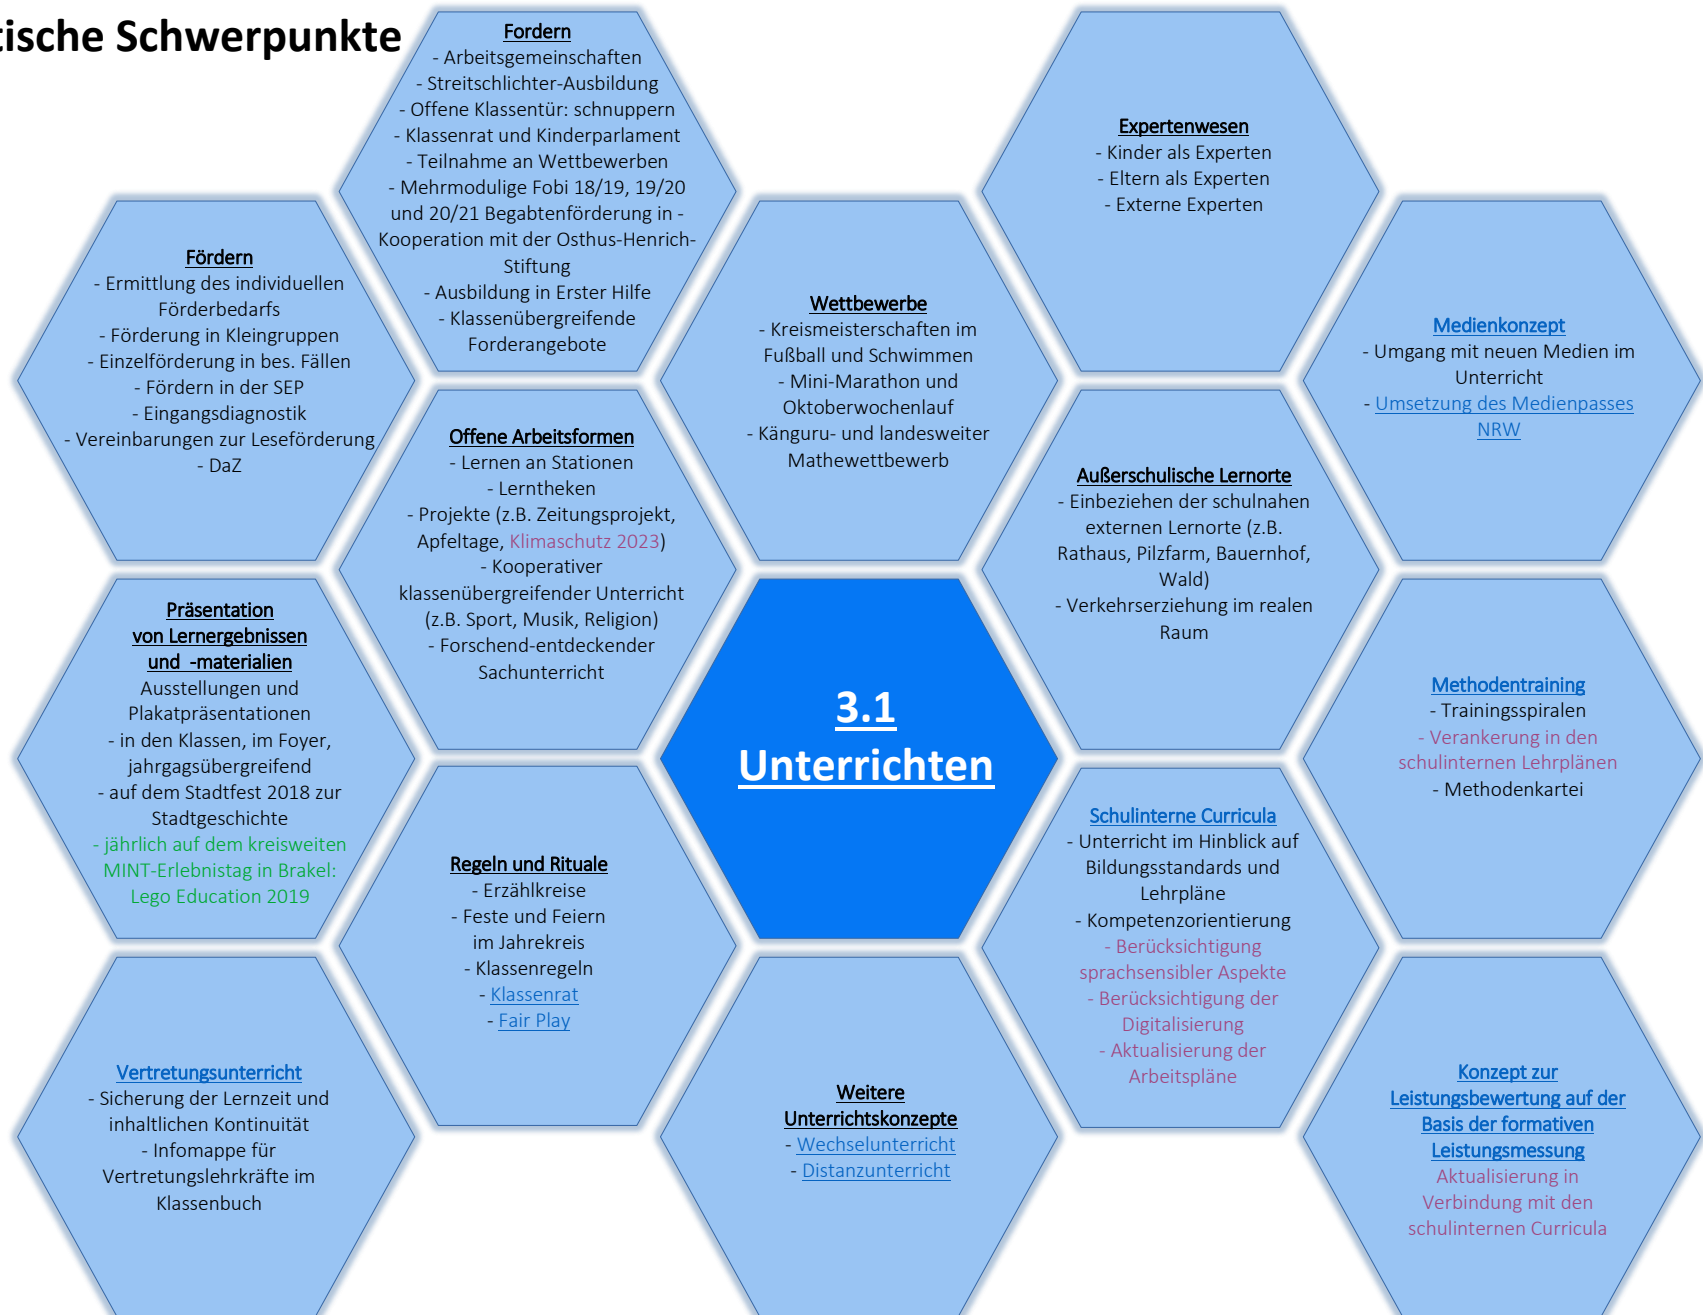 tische Schwerpunkte
Fordern
- Arbeitsgemeinschaften
- Streitschlichter-Ausbildung
- Offene Klassentür: schnuppern
- Klassenrat und Kinderparlament
- Teilnahme an Wettbewerben
- Mehrmodulige Fobi 18/19, 19/20
und 20/21 Begabtenförderung in -
Kooperation mit der Osthus-Henrich-
Stiftung
- Ausbildung in Erster Hilfe
- Klassenübergreifende
Forderangebote
Expertenwesen
- Kinder als Experten
- Eltern als Experten
- Externe Experten
Fördern
- Ermittlung des individuellen
Förderbedarfs
- Förderung in Kleingruppen
- Einzelförderung in bes. Fällen
- Fördern in der SEP
- Eingangsdiagnostik
- Vereinbarungen zur Leseförderung
- DaZ
Wettbewerbe
- Kreismeisterschaften im
Fußball und Schwimmen
- Mini-Marathon und
Oktoberwochenlauf
- Känguru- und landesweiter
Mathewettbewerb
Medienkonzept
- Umgang mit neuen Medien im
Unterricht
- Umsetzung des Medienpasses
NRW
Offene Arbeitsformen
- Lernen an Stationen
- Lerntheken
- Projekte (z.B. Zeitungsprojekt,
Apfeltage, Klimaschutz 2023)
- Kooperativer
klassenübergreifender Unterricht
(z.B. Sport, Musik, Religion)
- Forschend-entdeckender
Sachunterricht
Außerschulische Lernorte
- Einbeziehen der schulnahen
externen Lernorte (z.B.
Rathaus, Pilzfarm, Bauernhof,
Wald)
- Verkehrserziehung im realen
Raum
Präsentation
von Lernergebnissen
und -materialien
Ausstellungen und
Plakatpräsentationen
- in den Klassen, im Foyer,
jahrgagsübergreifend
- auf dem Stadtfest 2018 zur
Stadtgeschichte
- jährlich auf dem kreisweiten
MINT-Erlebnistag in Brakel:
Lego Education 2019
3.1
Unterrichten
Methodentraining
- Trainingsspiralen
- Verankerung in den
schulinternen Lehrplänen
- Methodenkartei
Regeln und Rituale
- Erzählkreise
- Feste und Feiern
im Jahrekreis
- Klassenregeln
- Klassenrat
- Fair Play
Schulinterne Curricula
- Unterricht im Hinblick auf
Bildungsstandards und
Lehrpläne
- Kompetenzorientierung
- Berücksichtigung
sprachsensibler Aspekte
- Berücksichtigung der
Digitalisierung
- Aktualisierung der
Arbeitspläne
Vertretungsunterricht
- Sicherung der Lernzeit und
inhaltlichen Kontinuität
- Infomappe für
Vertretungslehrkräfte im
Klassenbuch
Weitere
Unterrichtskonzepte
- Wechselunterricht
- Distanzunterricht
Konzept zur
Leistungsbewertung auf der
Basis der formativen
Leistungsmessung
Aktualisierung in
Verbindung mit den
schulinternen Curricula